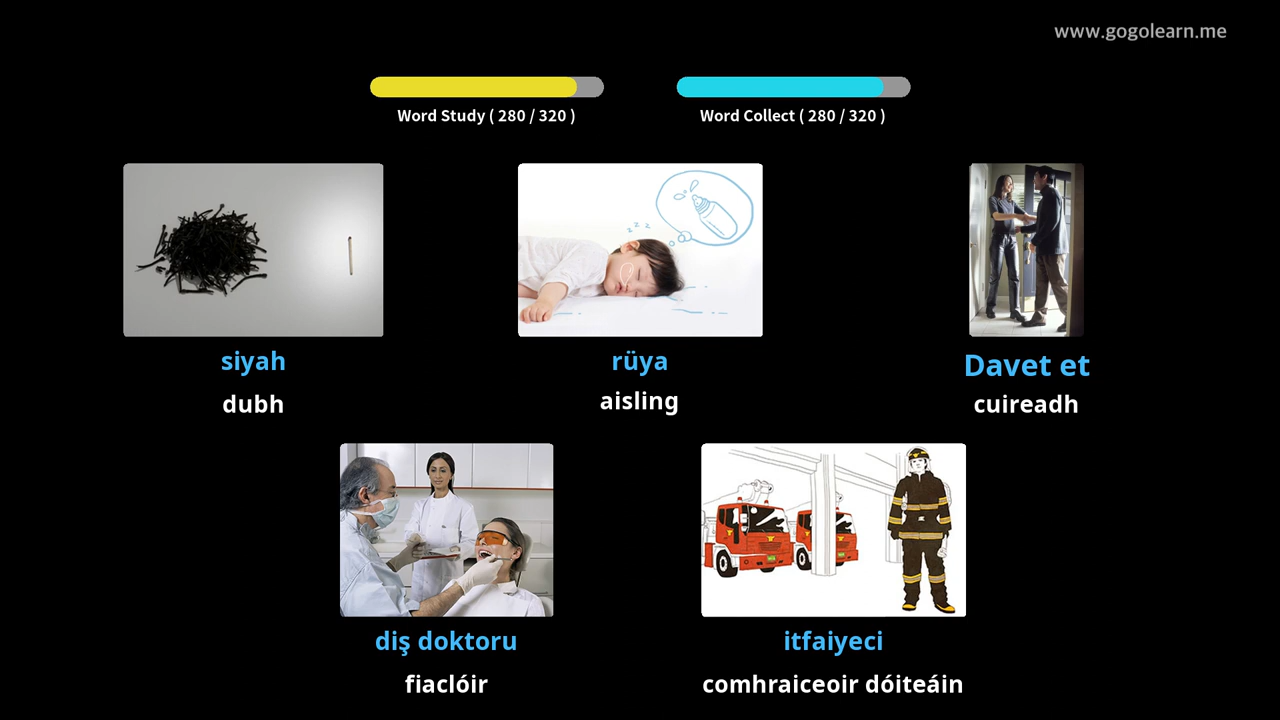 www.gogolearn.me
Word Study ( 280 / 320 )
Word Collect ( 280 / 320 )
siyah
dubh
rüya
aisling
Davet et
cuireadh
diş doktoru
fiaclóir
itfaiyeci
comhraiceoir dóiteáin